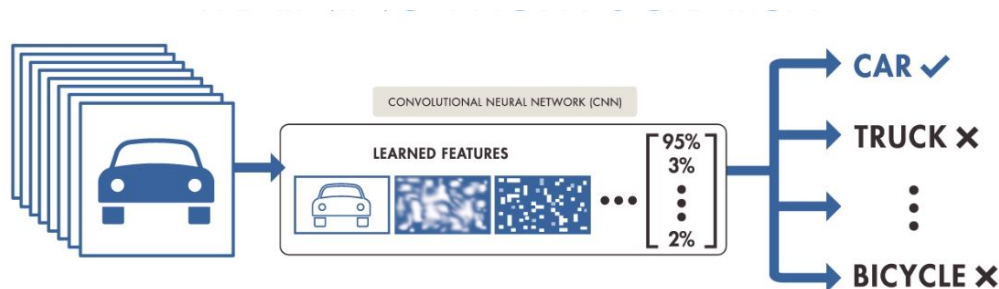 CONVOLUTIONAL NEURAL NETWORK (CNN)
LEARNED FEATURES
95%
3%
2%
CAR ✓
TRUCK ✕
BICYCLE ✕